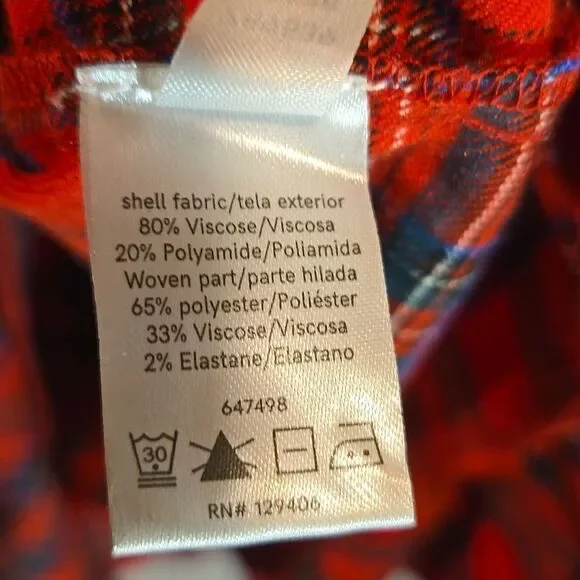 shell fabric/tela exterior
80% Viscose/Viscosa
20% Polyamide/Poliamida
Woven part/parte hilada
65% polyester/Poliéster
33% Viscose/Viscosa
2% Elastane/Elastano
647498
30
RN# 129406